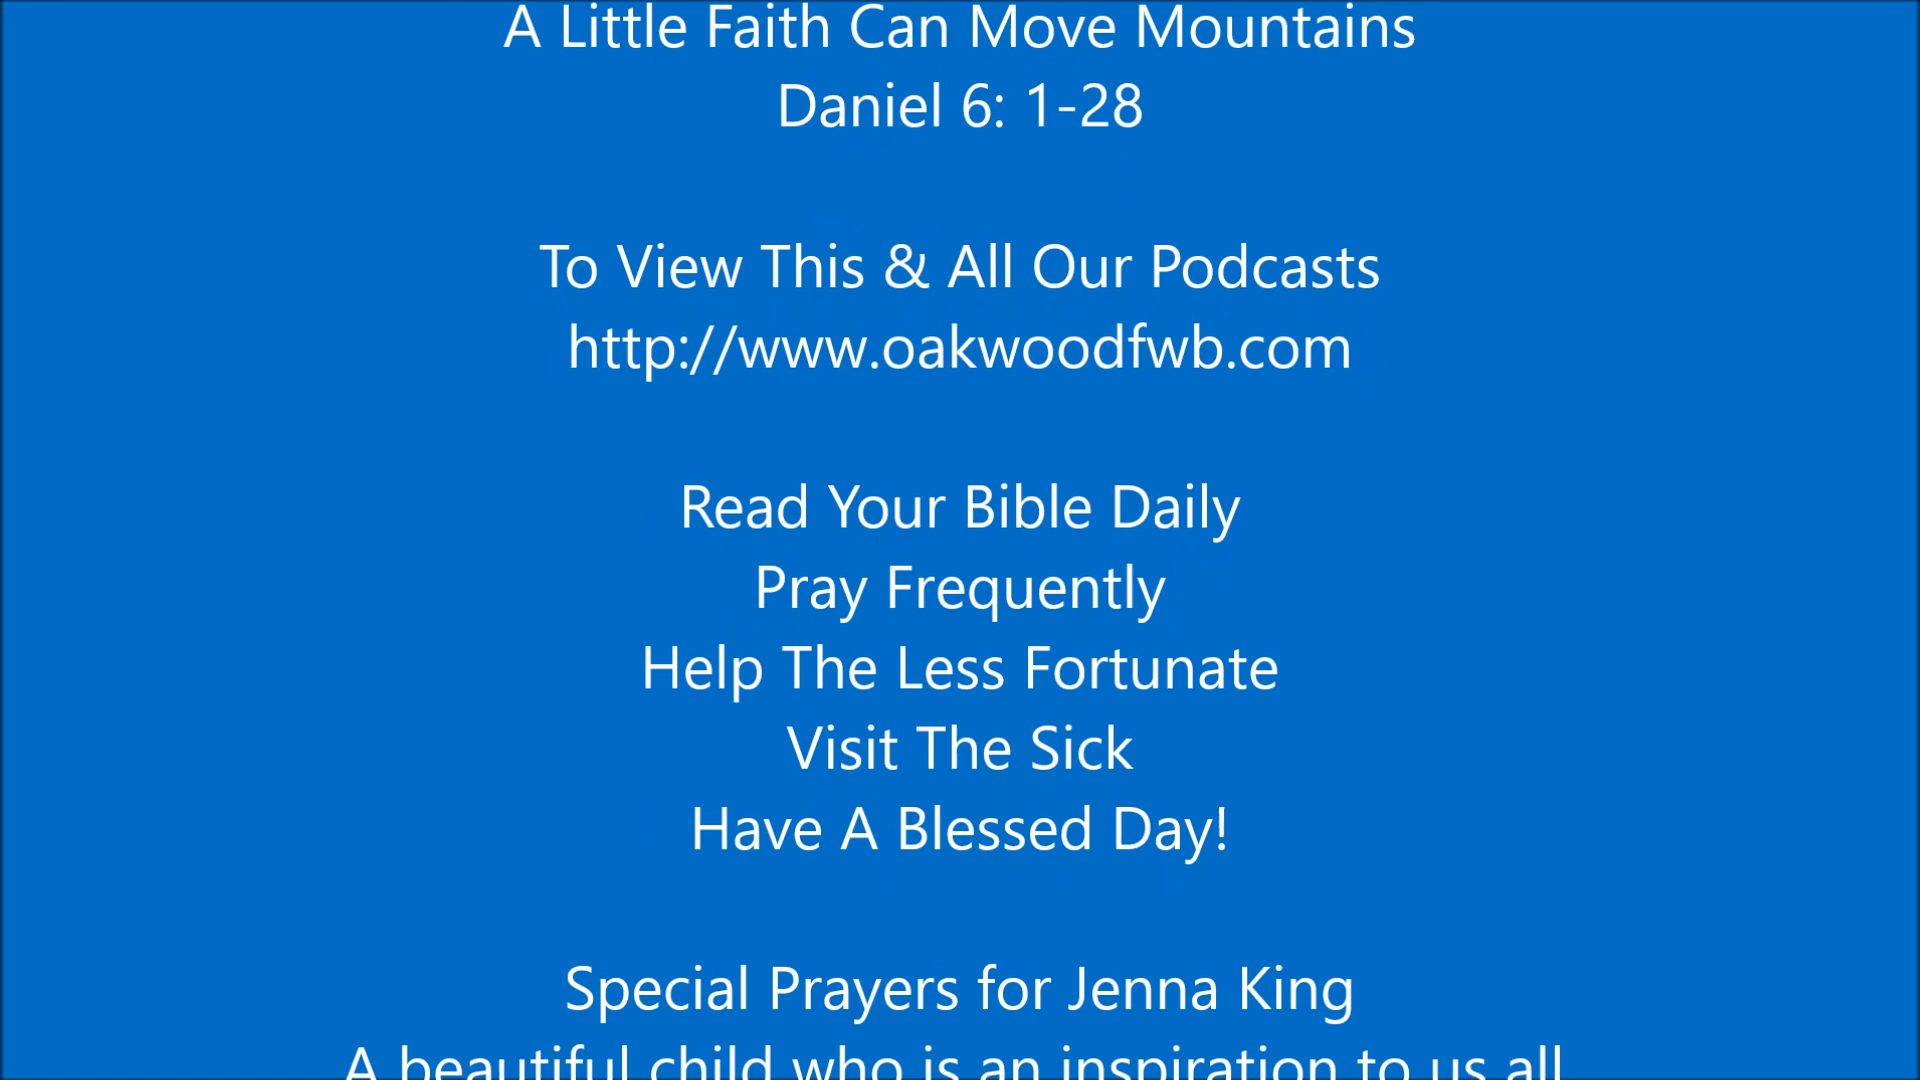 A Little Faith Can Move Mountains
Daniel 6: 1-28
To View This & All Our Podcasts
http://www.oakwoodfwb.com
Read Your Bible Daily
Pray Frequently
Help The Less Fortunate
Visit The Sick
Have A Blessed Day!
Special Prayers for Jenna King
A beautiful child who is an inspiration to us all